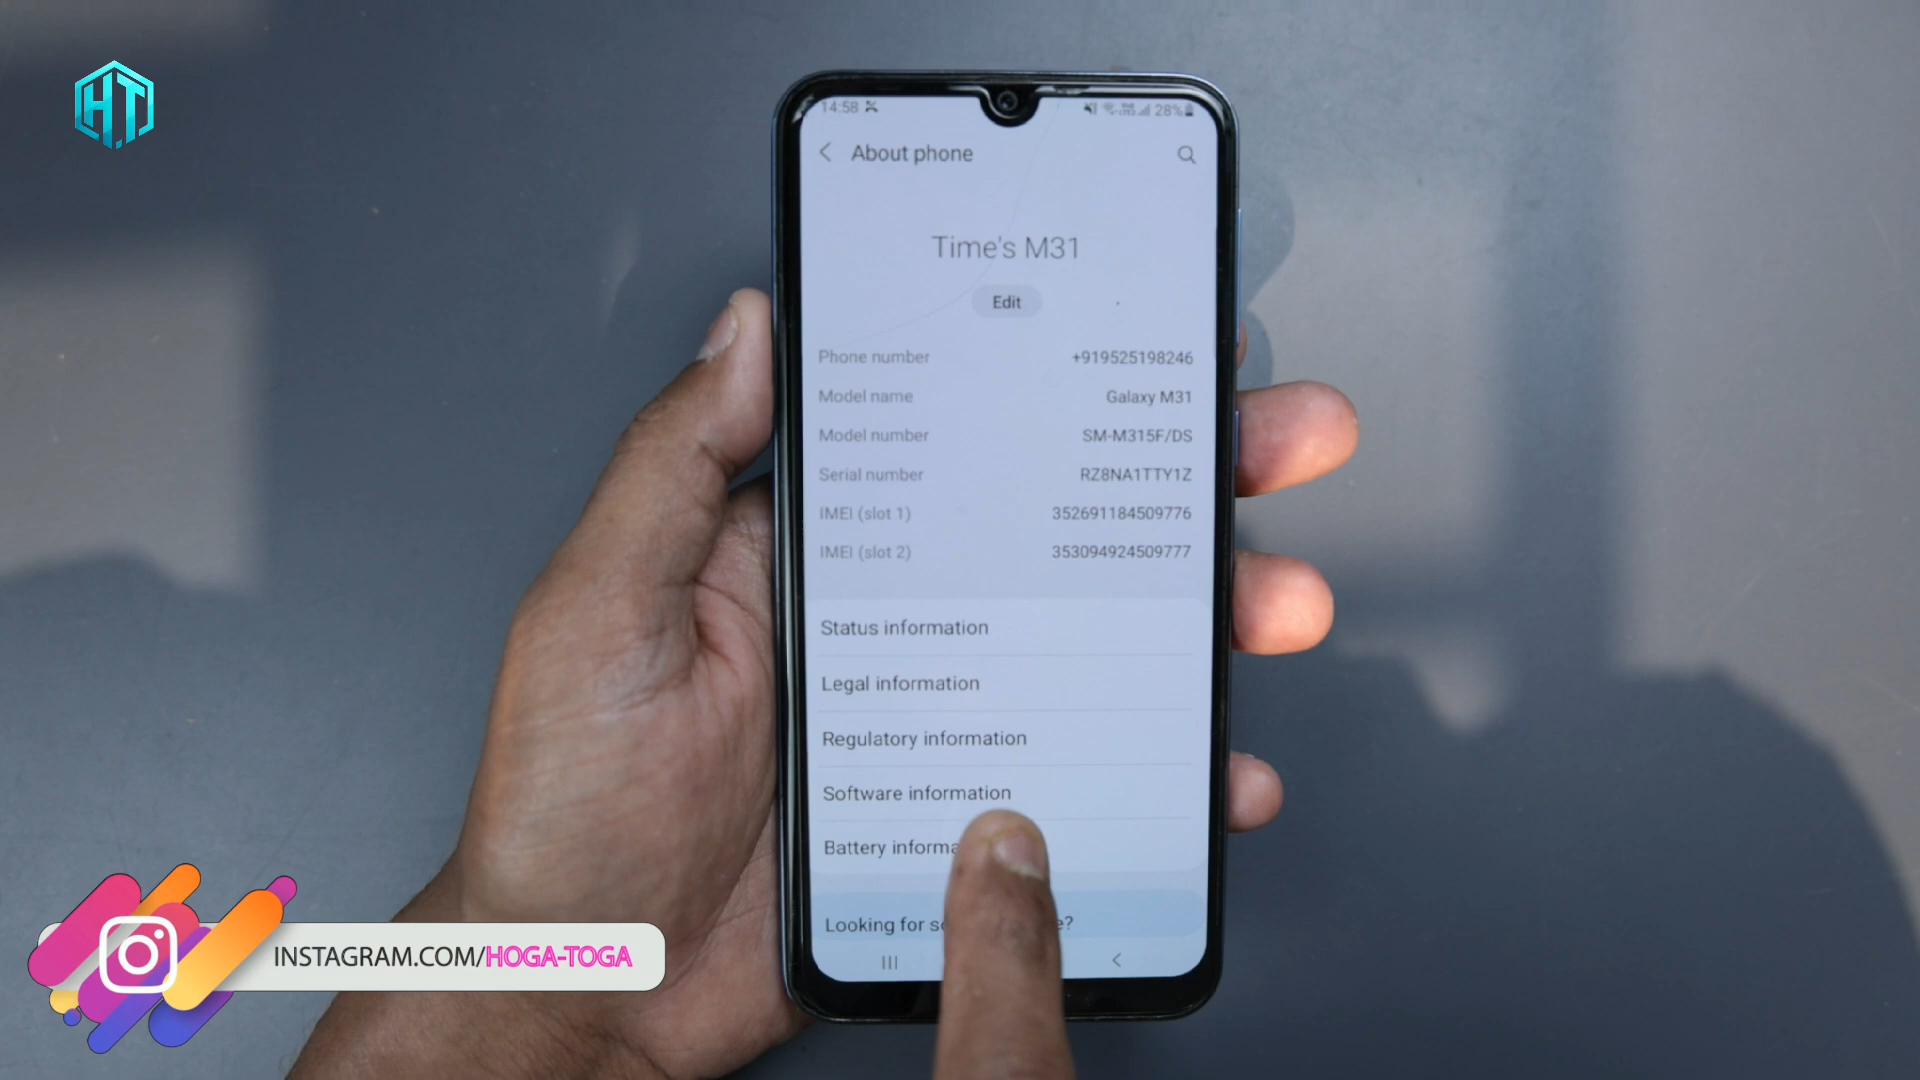 HT
14:58 28%
About phone
Time's M31
Edit
Phone number +919525198246
Model name Galaxy M31
Model number SM-M315F/DS
Serial number RZ8NA1TTY1Z
IMEI (slot 1) 352691184509776
IMEI (slot 2) 353094924509777
Status information
Legal information
Regulatory information
Software information
Battery informa
Looking for s e?
INSTAGRAM.COM/HOGA-TOGA